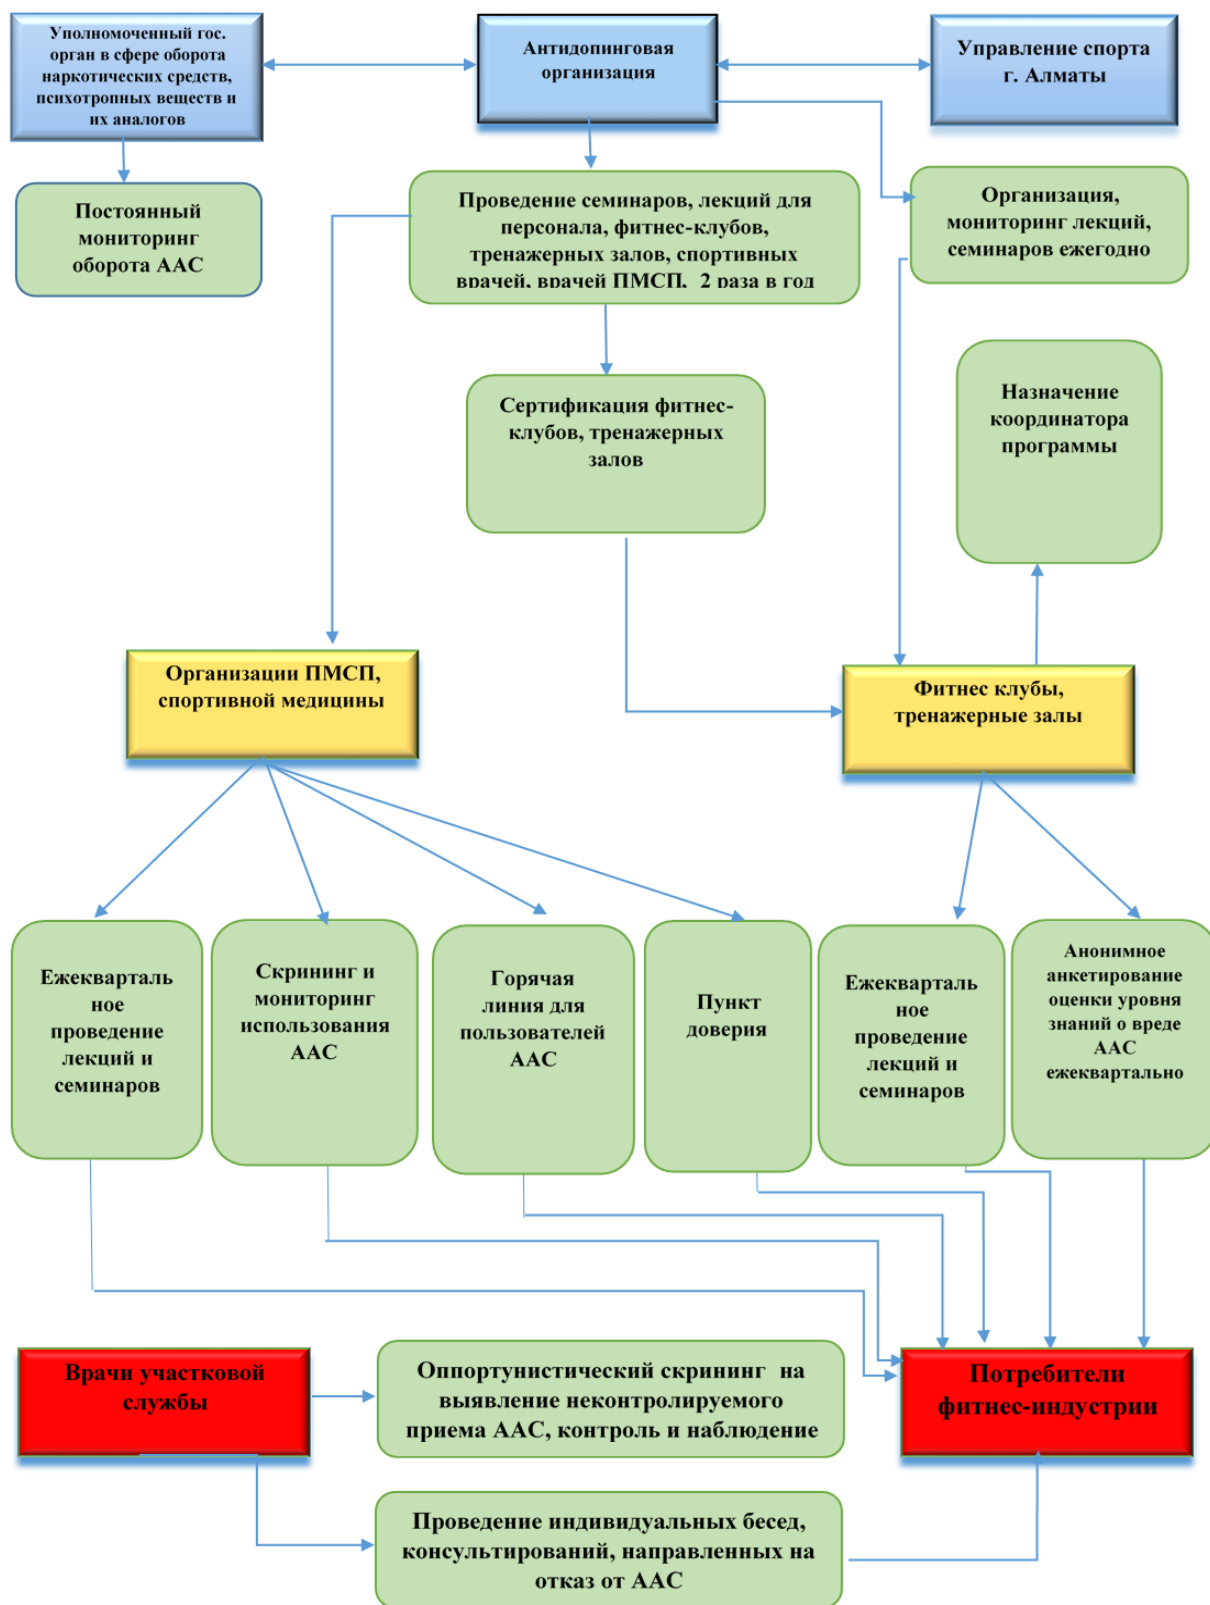 Уполномоченный гос.
орган в сфере оборота
наркотических средств,
психотропных веществ и
их аналогов
Антидопинговая
организация
Управление спорта
г. Алматы
Постоянный
мониторинг
оборота ААС
Проведение семинаров, лекций для
персонала, фитнес-клубов,
тренажерных залов, спортивных
врачей, врачей ПМСП,  2 раза в год
Организация,
мониторинг лекций,
семинаров ежегодно
Сертификация фитнес-
клубов, тренажерных
залов
Назначение
координатора
программы
Организации ПМСП,
спортивной медицины
Фитнес клубы,
тренажерные залы
Ежекварталь
ное
проведение
лекций и
семинаров
Скрининг и
мониторинг
использования
ААС
Горячая
линия для
пользователей
ААС
Пункт
доверия
Ежекварталь
ное
проведение
лекций и
семинаров
Анонимное
анкетирование
оценки уровня
знаний о вреде
ААС
ежеквартально
Врачи участковой
службы
Оппортунистический скрининг  на
выявление неконтролируемого
приема ААС, контроль и наблюдение
Потребители
фитнес-индустрии
Проведение индивидуальных бесед,
консультирований, направленных на
отказ от ААС